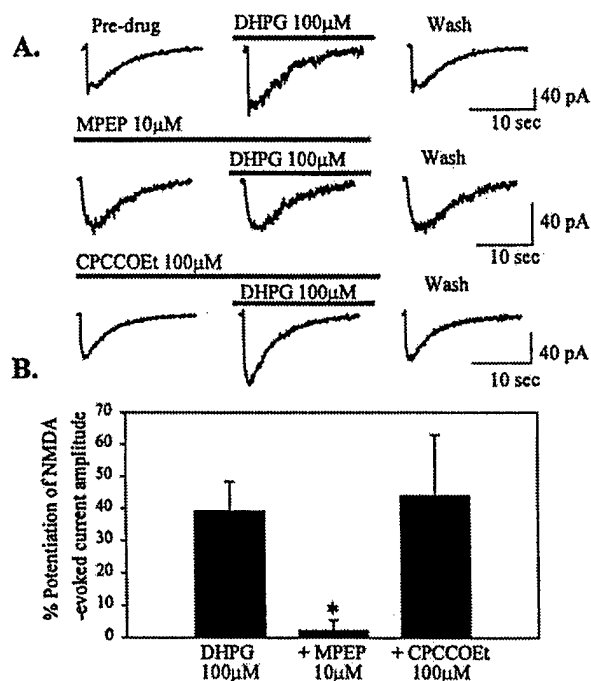 A.
Pre-drug
DHPG 100µM
Wash
40 pA
10 sec
MPEP 10µM
DHPG 100µM
Wash
40 pA
10 sec
CPCCOEt 100µM
DHPG 100µM
Wash
40 pA
10 sec
B.
% Potentiation of NMDA
-evoked current amplitude
70
60
50
40
30
20
10
0
*
DHPG
100µM
+ MPEP
10µM
+ CPCCOEt
100µM